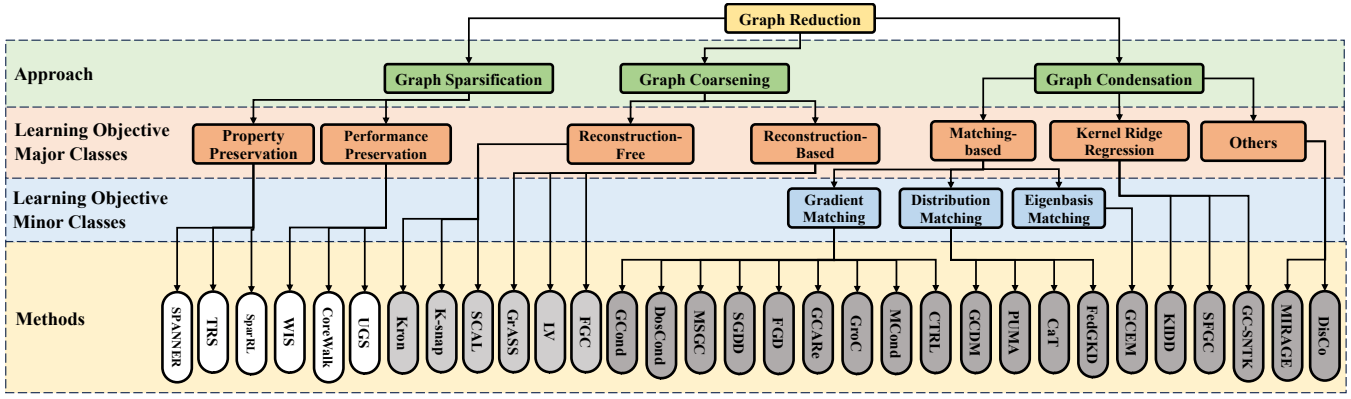 Graph Reduction
Approach
Graph Sparsification
Graph Coarsening
Graph Condensation
Learning Objective
Major Classes
Property
Preservation
Performance
Preservation
Reconstruction-
Free
Reconstruction-
Based
Matching-
based
Kernel Ridge
Regression
Others
Learning Objective
Minor Classes
Gradient
Matching
Distribution
Matching
Eigenbasis
Matching
Methods
SPANNER
TRS
SparRL
WIS
CoreWalk
UGS
Kron
K-snap
SCAL
GrASS
LV
FGC
GCond
DosCond
MSGC
SGDD
FGD
GCARe
GroC
MCond
CTRL
GCDM
PUMA
CaT
FedGKD
GCEM
KIDD
SFGC
GC-SNTK
MIRAGE
DisCo